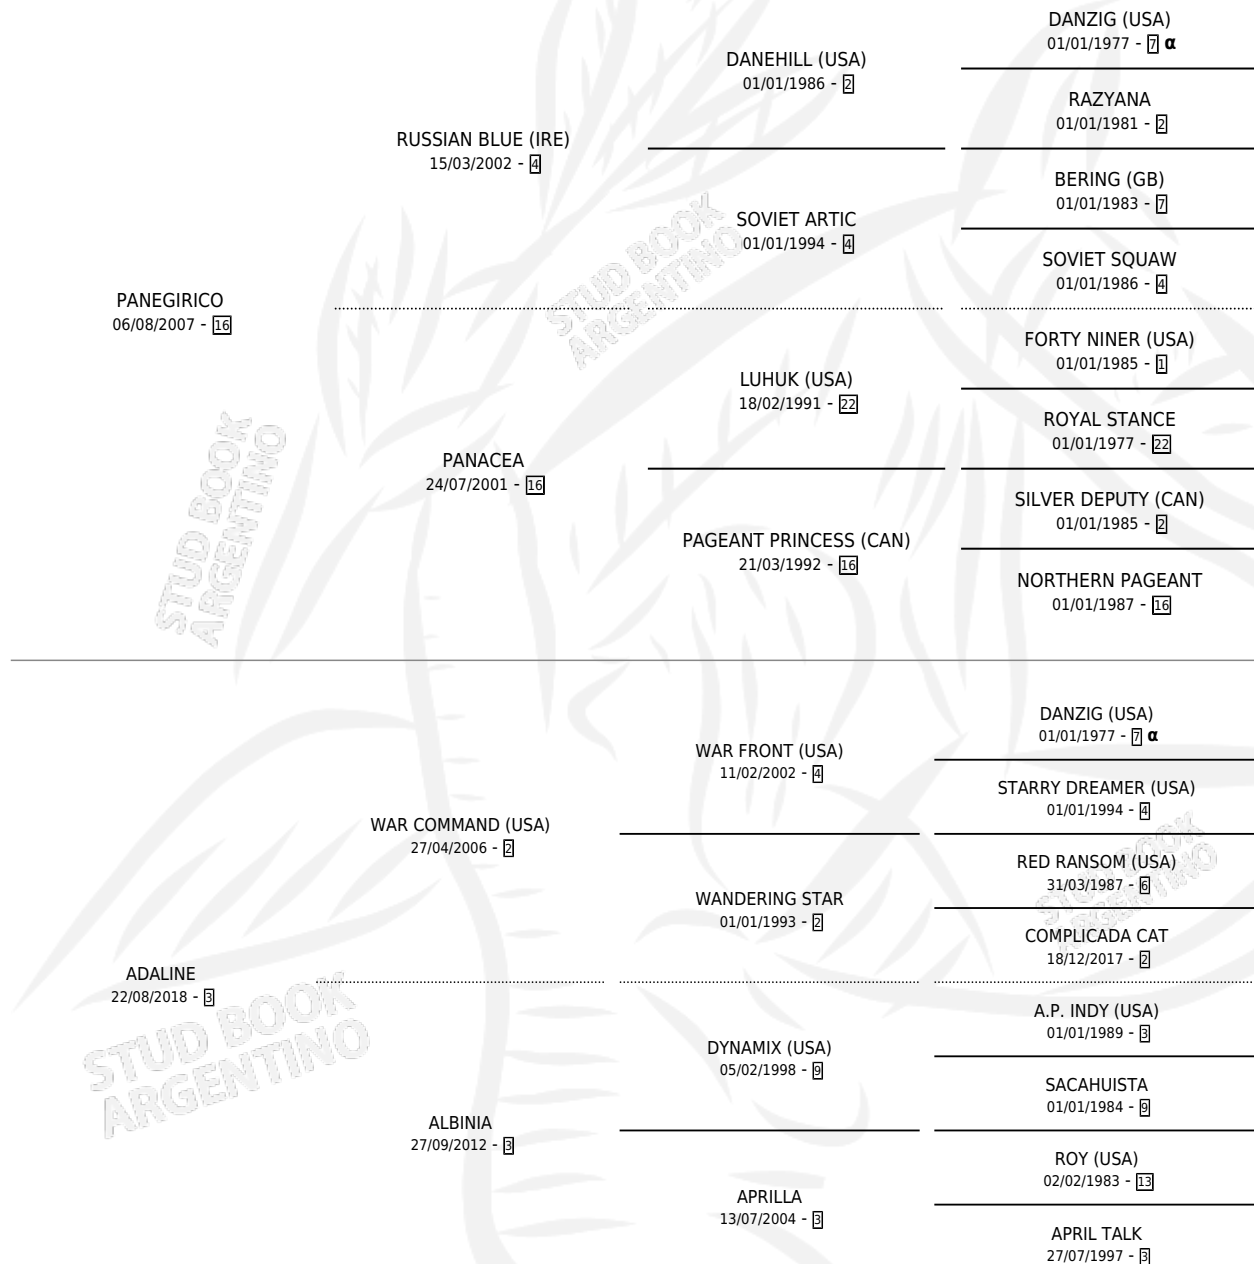 DANZIG (USA)
01/01/1977 - 7 α
DANEHILL (USA)
01/01/1986 - 2
RAZYANA
01/01/1981 - 2
RUSSIAN BLUE (IRE)
15/03/2002 - 4
BERING (GB)
01/01/1983 - 7
SOVIET ARTIC
01/01/1994 - 4
SOVIET SQUAW
01/01/1986 - 4
PANEGIRICO
06/08/2007 - 16
FORTY NINER (USA)
01/01/1985 - 1
LUHUK (USA)
18/02/1991 - 22
ROYAL STANCE
01/01/1977 - 22
PANACEA
24/07/2001 - 16
SILVER DEPUTY (CAN)
01/01/1985 - 2
PAGEANT PRINCESS (CAN)
21/03/1992 - 16
NORTHERN PAGEANT
01/01/1987 - 16
DANZIG (USA)
01/01/1977 - 7 α
WAR FRONT (USA)
11/02/2002 - 4
STARRY DREAMER (USA)
01/01/1994 - 4
WAR COMMAND (USA)
27/04/2006 - 2
RED RANSOM (USA)
31/03/1987 - 6
WANDERING STAR
01/01/1993 - 2
COMPLICADA CAT
18/12/2017 - 2
ADALINE
22/08/2018 - 3
A.P. INDY (USA)
01/01/1989 - 3
DYNAMIX (USA)
05/02/1998 - 9
SACAHUISTA
01/01/1984 - 9
ALBINIA
27/09/2012 - 3
ROY (USA)
02/02/1983 - 13
APRILLA
13/07/2004 - 3
APRIL TALK
27/07/1997 - 3
STUD BOOK
ARGENTINO
STUD BOOK
ARGENTINO
STUD BOOK
ARGENTINO
STUD BOOK
ARGENTINO